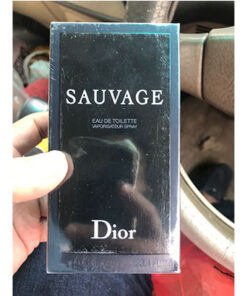 SAUVAGE
EAU DE TOILETTE
VAPORISATEUR SPRAY
Dior